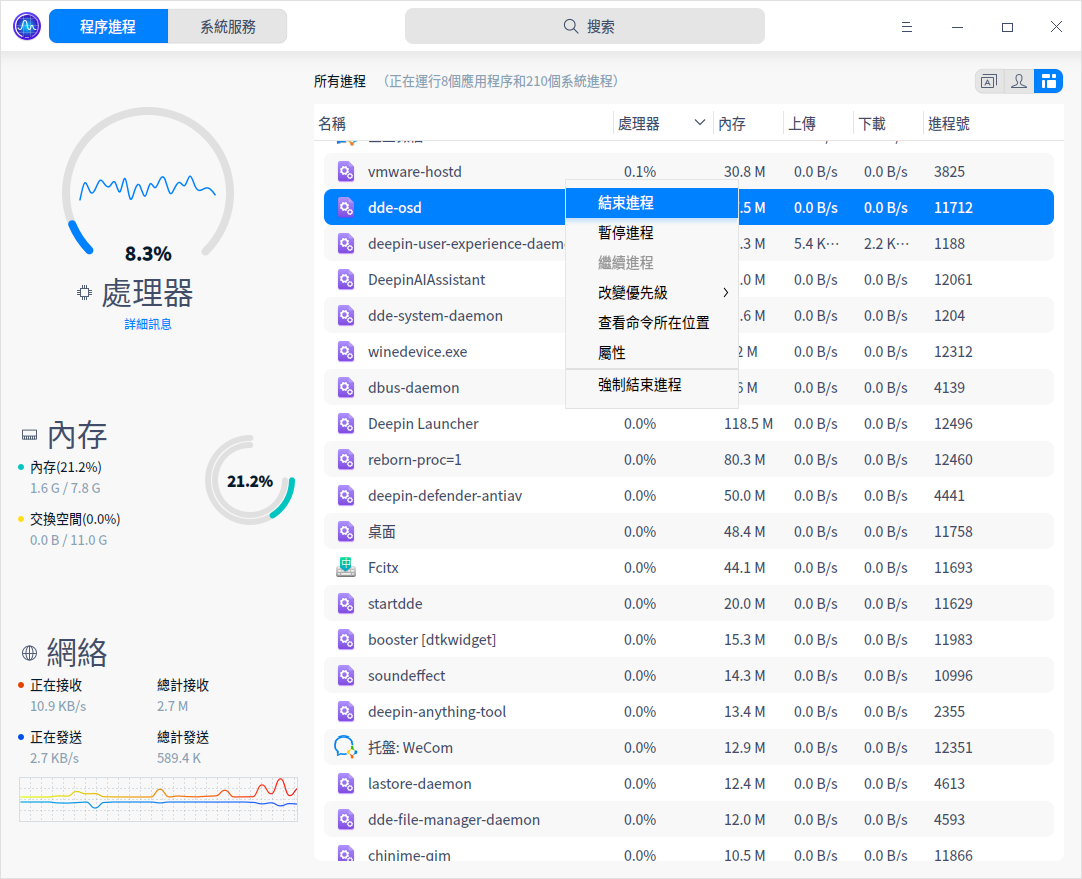 程序進程 系統服務 搜索
所有進程 （正在運行8個應用程序和210個系統進程）
名稱 處理器 內存 上傳 下載 進程號
vmware-hostd 0.1% 30.8 M 0.0 B/s 0.0 B/s 3825
dde-osd .5 M 0.0 B/s 0.0 B/s 11712
deepin-user-experience-daem .3 M 5.4 K··· 2.2 K··· 1188
DeepinAIAssistant .0 M 0.0 B/s 0.0 B/s 12061
dde-system-daemon .6 M 0.0 B/s 0.0 B/s 1204
winedevice.exe 2 M 0.0 B/s 0.0 B/s 12312
dbus-daemon 6 M 0.0 B/s 0.0 B/s 4139
Deepin Launcher 0.0% 118.5 M 0.0 B/s 0.0 B/s 12496
reborn-proc=1 0.0% 80.3 M 0.0 B/s 0.0 B/s 12460
deepin-defender-antiav 0.0% 50.0 M 0.0 B/s 0.0 B/s 4441
桌面 0.0% 48.4 M 0.0 B/s 0.0 B/s 11758
Fcitx 0.0% 44.1 M 0.0 B/s 0.0 B/s 11693
startdde 0.0% 20.0 M 0.0 B/s 0.0 B/s 11629
booster [dtkwidget] 0.0% 15.3 M 0.0 B/s 0.0 B/s 11983
soundeffect 0.0% 14.3 M 0.0 B/s 0.0 B/s 10996
deepin-anything-tool 0.0% 13.4 M 0.0 B/s 0.0 B/s 2355
托盤: WeCom 0.0% 12.9 M 0.0 B/s 0.0 B/s 12351
lastore-daemon 0.0% 12.4 M 0.0 B/s 0.0 B/s 4613
dde-file-manager-daemon 0.0% 12.0 M 0.0 B/s 0.0 B/s 4593
chinime-qim 0.0% 10.5 M 0.0 B/s 0.0 B/s 11866
結束進程
暫停進程
繼續進程
改變優先級
查看命令所在位置
屬性
強制結束進程
8.3%
處理器
詳細訊息
內存
內存(21.2%)
1.6 G / 7.8 G
交換空間(0.0%)
0.0 B / 11.0 G
21.2%
網絡
正在接收 總計接收
10.9 KB/s 2.7 M
正在發送 總計發送
2.7 KB/s 589.4 K